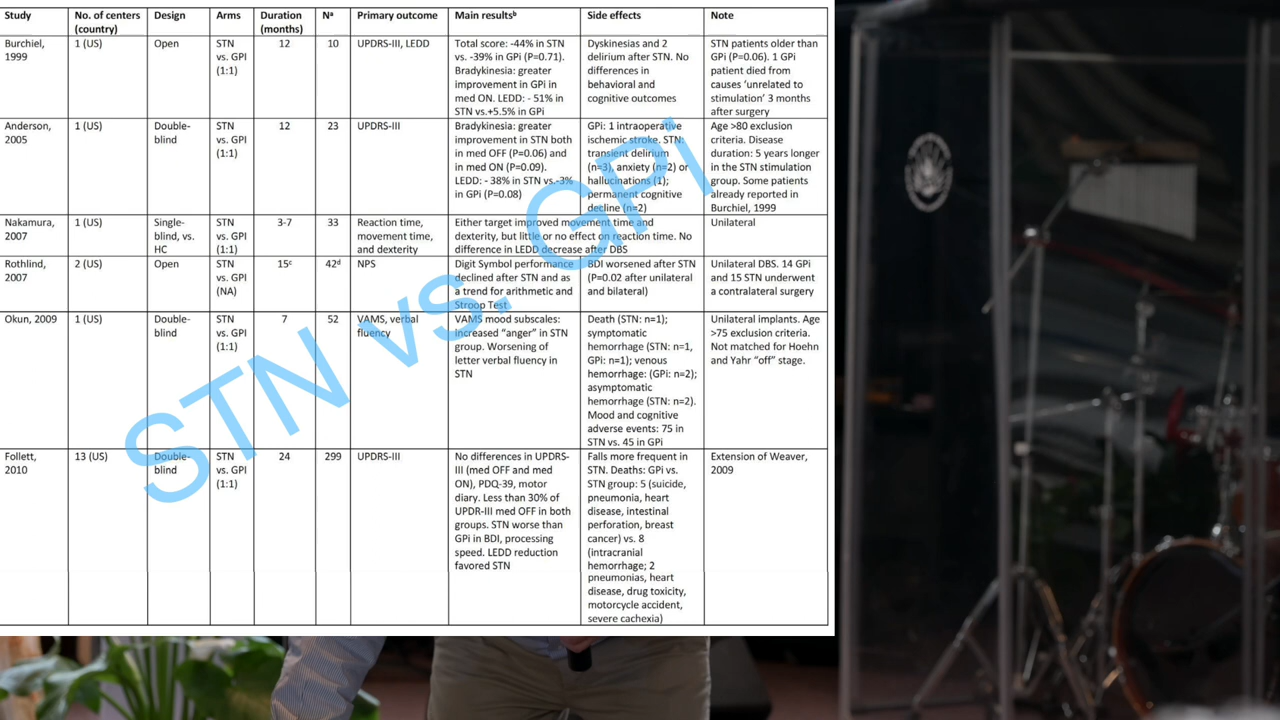 Study
No. of centers
(country)
Design
Arms
Duration
(months)
Nᵃ
Primary outcome
Main resultsᵇ
Side effects
Note
Burchiel,
1999
1 (US)
Open
STN
vs. GPI
(1:1)
12
10
UPDRS-III, LEDD
Total score: -44% in STN
vs. -39% in GPi (P=0.71).
Bradykinesia: greater
improvement in GPi in
med ON. LEDD: - 51% in
STN vs.+5.5% in GPi
Dyskinesias and 2
delirium after STN. No
differences in
behavioral and
cognitive outcomes
STN patients older than
GPi (P=0.06). 1 GPi
patient died from
causes 'unrelated to
stimulation' 3 months
after surgery
Anderson,
2005
1 (US)
Double-
blind
STN
vs. GPI
(1:1)
12
23
UPDRS-III
Bradykinesia: greater
improvement in STN both
in med OFF (P=0.06) and
in med ON (P=0.09).
LEDD: - 38% in STN vs.-3%
in GPi (P=0.08)
GPi: 1 intraoperative
ischemic stroke. STN:
transient delirium
(n=3), anxiety (n=2) or
hallucinations (1);
permanent cognitive
decline (n=2)
Age >80 exclusion
criteria. Disease
duration: 5 years longer
in the STN stimulation
group. Some patients
already reported in
Burchiel, 1999
Nakamura,
2007
1 (US)
Single-
blind, vs.
HC
STN
vs. GPI
(1:1)
3-7
33
Reaction time,
movement time,
and dexterity
Either target improved movement time and
dexterity, but little or no effect on reaction time. No
difference in LEDD decrease after DBS
Unilateral
Rothlind,
2007
2 (US)
Open
STN
vs. GPI
(NA)
15ᶜ
42ᵈ
NPS
Digit Symbol performance
declined after STN and as
a trend for arithmetic and
Stroop Test
BDI worsened after STN
(P=0.02 after unilateral
and bilateral)
Unilateral DBS. 14 GPi
and 15 STN underwent
a contralateral surgery
Okun, 2009
1 (US)
Double-
blind
STN
vs. GPI
(1:1)
7
52
VAMS, verbal
fluency
VAMS mood subscales:
increased "anger" in STN
group. Worsening of
letter verbal fluency in
STN
Death (STN: n=1);
symptomatic
hemorrhage (STN: n=1,
GPi: n=1); venous
hemorrhage: (GPi: n=2);
asymptomatic
hemorrhage (STN: n=2).
Mood and cognitive
adverse events: 75 in
STN vs. 45 in GPi
Unilateral implants. Age
>75 exclusion criteria.
Not matched for Hoehn
and Yahr "off" stage.
Follett,
2010
13 (US)
Double-
blind
STN
vs. GPI
(1:1)
24
299
UPDRS-III
No differences in UPDRS-
III (med OFF and med
ON), PDQ-39, motor
diary. Less than 30% of
UPDR-III med OFF in both
groups. STN worse than
GPi in BDI, processing
speed. LEDD reduction
favored STN
Falls more frequent in
STN. Deaths: GPi vs.
STN group: 5 (suicide,
pneumonia, heart
disease, intestinal
perforation, breast
cancer) vs. 8
(intracranial
hemorrhage; 2
pneumonias, heart
disease, drug toxicity,
motorcycle accident,
severe cachexia)
Extension of Weaver,
2009
STN vs. GPi